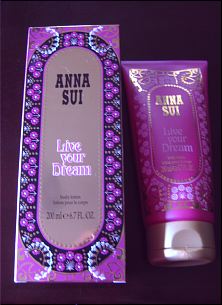 ANNA
SUI
Live
your
Dream
body lotion
lotion pour le corps
200 ml e 6.7 FL. OZ.
ANNA
SUI
Live
your
Dream